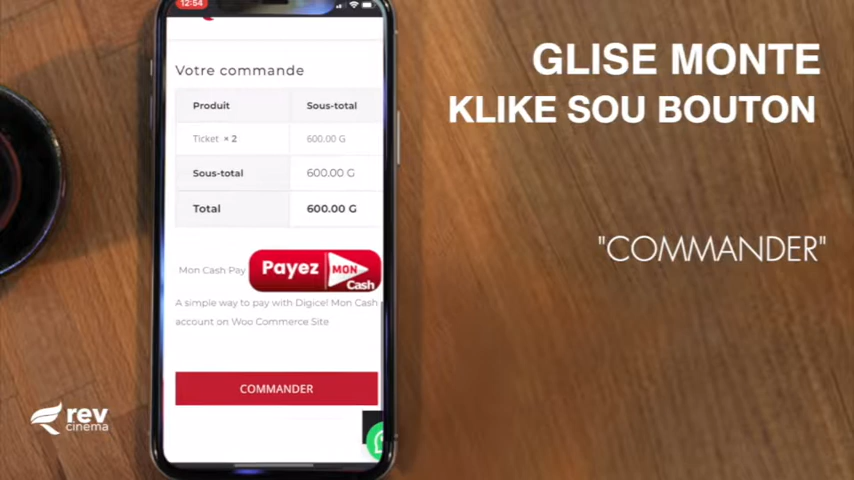 12:54
Votre commande
Produit Sous-total
Ticket × 2 600.00 G
Sous-total 600.00 G
Total 600.00 G
Mon Cash Pay Payez MON Cash
A simple way to pay with Digicel Mon Cash
account on Woo Commerce Site
COMMANDER
GLISE MONTE
KLIKE SOU BOUTON
"COMMANDER"
rev
cinema